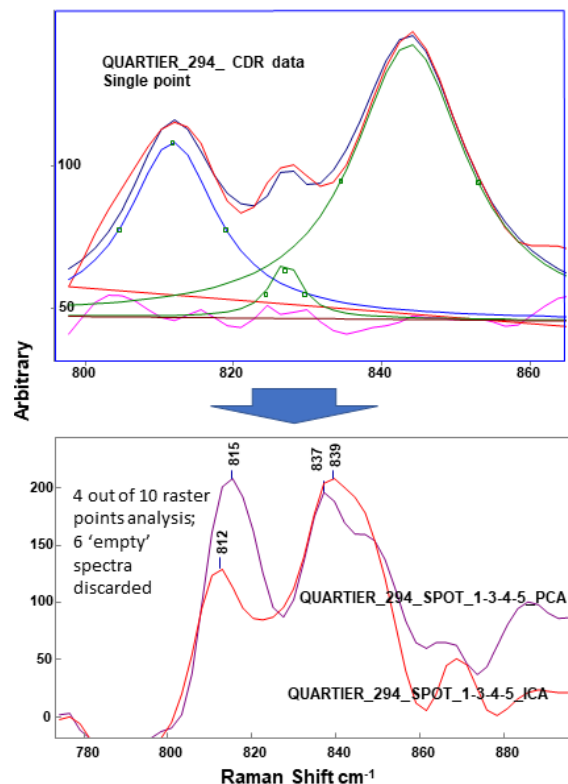 QUARTIER_294_ CDR data
Single point
100
50
800
820
840
860
Arbitrary
815
837
839
4 out of 10 raster
points analysis;
6 ‘empty’
spectra
discarded
812
200
150
100
50
0
QUARTIER_294_SPOT_1-3-4-5_PCA
QUARTIER_294_SPOT_1-3-4-5_ICA
780
800
820
840
860
880
Raman Shift cm-1